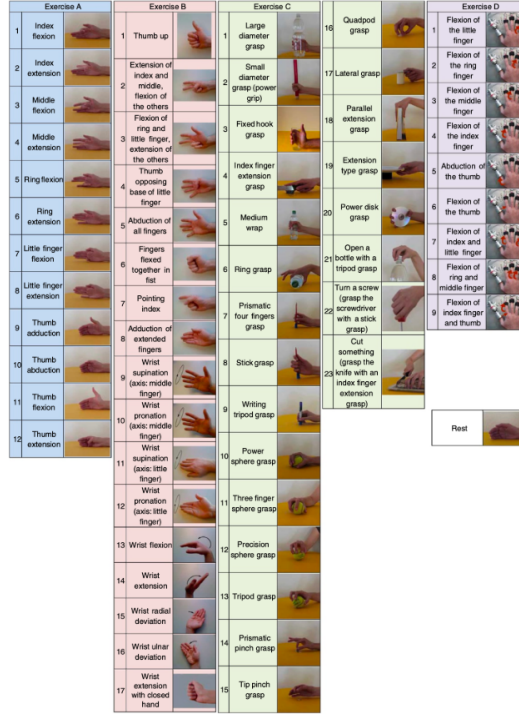 Exercise A
1 Index flexion
2 Index extension
3 Middle flexion
4 Middle extension
5 Ring flexion
6 Ring extension
7 Little finger flexion
8 Little finger extension
9 Thumb adduction
10 Thumb abduction
11 Thumb flexion
12 Thumb extension
Exercise B
1 Thumb up
2 Extension of index and middle, flexion of the others
3 Flexion of ring and little finger, extension of the others
4 Thumb opposing base of little finger
5 Abduction of all fingers
6 Fingers flexed together in fist
7 Pointing index
8 Adduction of extended fingers
9 Wrist supination (axis: middle finger)
10 Wrist pronation (axis: middle finger)
11 Wrist supination (axis: little finger)
12 Wrist pronation (axis: little finger)
13 Wrist flexion
14 Wrist extension
15 Wrist radial deviation
16 Wrist ulnar deviation
17 Wrist extension with closed hand
Exercise C
1 Large diameter grasp
2 Small diameter grasp (power grip)
3 Fixed hook grasp
4 Index finger extension grasp
5 Medium wrap
6 Ring grasp
7 Prismatic four fingers grasp
8 Stick grasp
9 Writing tripod grasp
10 Power sphere grasp
11 Three finger sphere grasp
12 Precision sphere grasp
13 Tripod grasp
14 Prismatic pinch grasp
15 Tip pinch grasp
16 Quadpod grasp
17 Lateral grasp
18 Parallel extension grasp
19 Extension type grasp
20 Power disk grasp
21 Open a bottle with a tripod grasp
22 Turn a screw (grasp the screwdriver with a stick grasp)
23 Cut something (grasp the knife with an index finger extension grasp)
Exercise D
1 Flexion of the little finger
2 Flexion of the ring finger
3 Flexion of the middle finger
4 Flexion of the index finger
5 Abduction of the thumb
6 Flexion of the thumb
7 Flexion of index and little finger
8 Flexion of ring and middle finger
9 Flexion of index finger and thumb
Rest